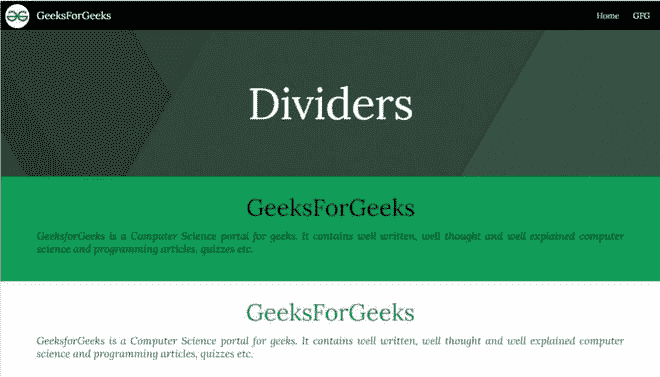 GeeksForGeeks
Home GFG
Dividers
GeeksForGeeks
GeeksforGeeks is a Computer Science portal for geeks. It contains well written, well thought and well explained computer
science and programming articles, quizzes etc.
GeeksForGeeks
GeeksforGeeks is a Computer Science portal for geeks. It contains well written, well thought and well explained computer
science and programming articles, quizzes etc.